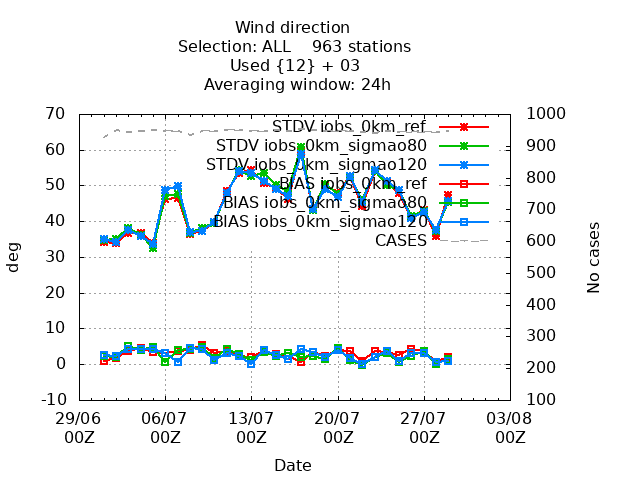 Wind direction
Selection: ALL    963 stations
Used {12} + 03
Averaging window: 24h
70
60
50
40
30
20
10
0
-10
deg
1000
900
800
700
600
500
400
300
200
100
No cases
STDV iobs_0km_ref
STDV iobs_0km_sigmao80
STDV iobs_0km_sigmao120
BIAS iobs_0km_ref
BIAS iobs_0km_sigmao80
BIAS iobs_0km_sigmao120
CASES
29/06 06/07 13/07 20/07 27/07 03/08
00Z 00Z 00Z 00Z 00Z 00Z
Date